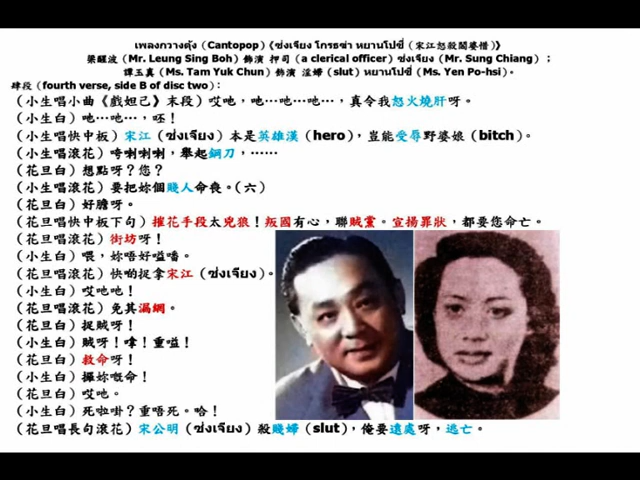 เพลงกวางตุ้ง (Cantopop)《ซ่งเจียง โกรธฆ่า หยานโปซี่ (宋江怒殺閻婆惜)》
梁醒波 (Mr. Leung Sing Boh) 飾演 押司 (a clerical officer) ซ่งเจียง (Mr. Sung Chiang) ；
譚玉真 (Ms. Tam Yuk Chun) 飾演 淫婦 (slut) หยานโปซี่ (Ms. Yen Po-hsi)。
肆段 (fourth verse, side B of disc two)：
（小生唱小曲《戲妲己》末段）哎吔，吔…吔…吔，真令我怒火燒肝呀。
（小生白）吔…吔…，呸！
（小生唱快中板）宋江 (ซ่งเจียง) 本是英雄漢 (hero)，豈能受辱野婆娘 (bitch)。
（小生唱滾花）嗱喇喇喇，舉起鋼刀，……
（花旦白）想點呀？您？
（小生唱滾花）要把妳個賤人命喪。(六)
（花旦白）好膽呀。
（花旦唱快中板下句）摧花手段太兇狠！叛國有心，聯賊黨。宣揚罪狀，都要您命亡。
（花旦唱滾花）街坊呀！
（小生白）喂，妳唔好嗌喎。
（花旦唱滾花）快啲捉拿宋江 (ซ่งเจียง)。
（小生白）哎吔吔！
（花旦唱滾花）免其漏網。
（花旦白）捉賊呀！
（小生白）賊呀！嗱！重嗌！
（花旦白）救命呀！
（小生白）攞妳嘅命！
（花旦白）哎吔。
（小生白）死啦啩？重唔死。哈！
（花旦唱長句滾花）宋公明 (ซ่งเจียง) 殺賤婦 (slut)，俺要遠處呀，逃亡。